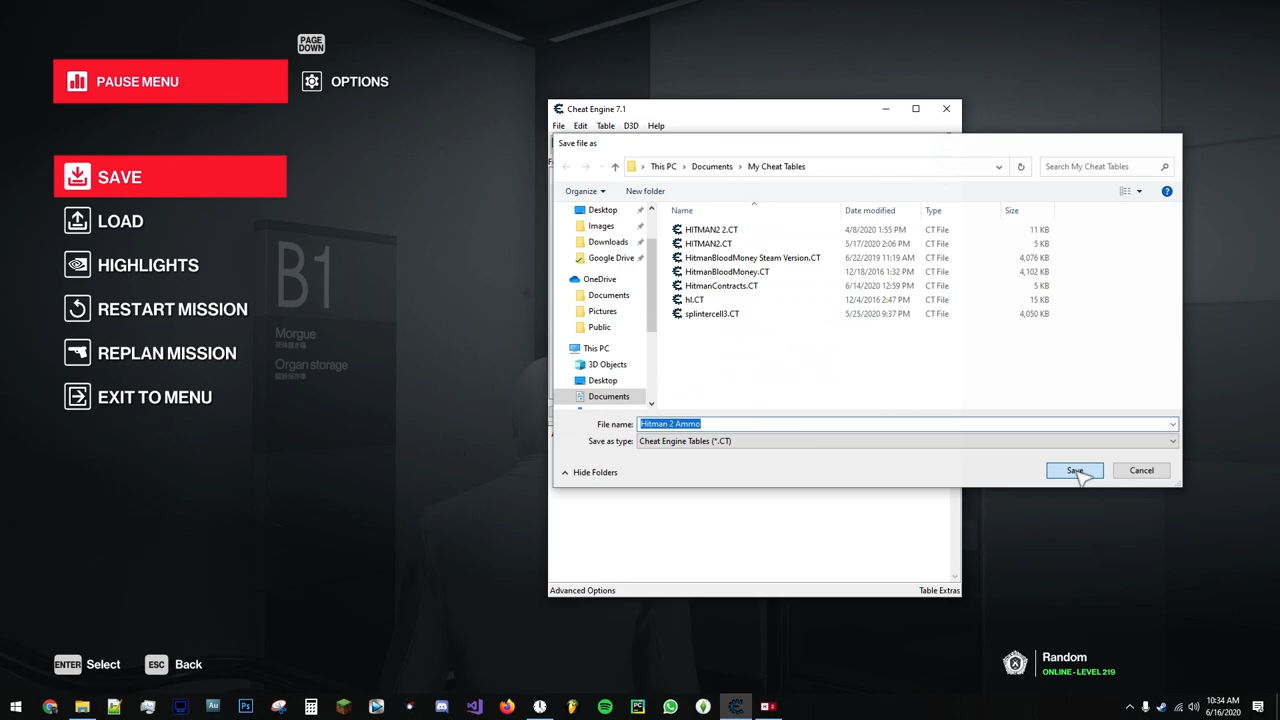 PAGE
DOWN
PAUSE MENU
OPTIONS
SAVE
LOAD
HIGHLIGHTS
RESTART MISSION
REPLAN MISSION
EXIT TO MENU
B1
Morgue
Organ storage
ENTER Select
ESC Back
Cheat Engine 7.1
File Edit Table D3D Help
Save file as
This PC > Documents > My Cheat Tables
Search My Cheat Tables
Organize
New folder
Desktop
Images
Downloads
Google Drive
OneDrive
Documents
Pictures
Public
This PC
3D Objects
Desktop
Documents
Name Date modified Type Size
HITMAN2 2.CT 4/8/2020 1:55 PM CT File 11 KB
HITMAN2.CT 5/17/2020 2:06 PM CT File 5 KB
HitmanBloodMoney Steam Version.CT 6/22/2019 11:19 AM CT File 4,076 KB
HitmanBloodMoney.CT 12/18/2016 1:32 PM CT File 4,102 KB
HitmanContracts.CT 6/14/2020 12:59 PM CT File 5 KB
hl.CT 12/4/2016 2:47 PM CT File 15 KB
splintercell3.CT 5/25/2020 9:37 PM CT File 4,050 KB
File name: Hitman 2 Ammo
Save as type: Cheat Engine Tables (*.CT)
Hide Folders
Save
Cancel
Advanced Options
Table Extras
Random
ONLINE - LEVEL 219
Au
Ps
PC
10:34 AM
6/16/2020